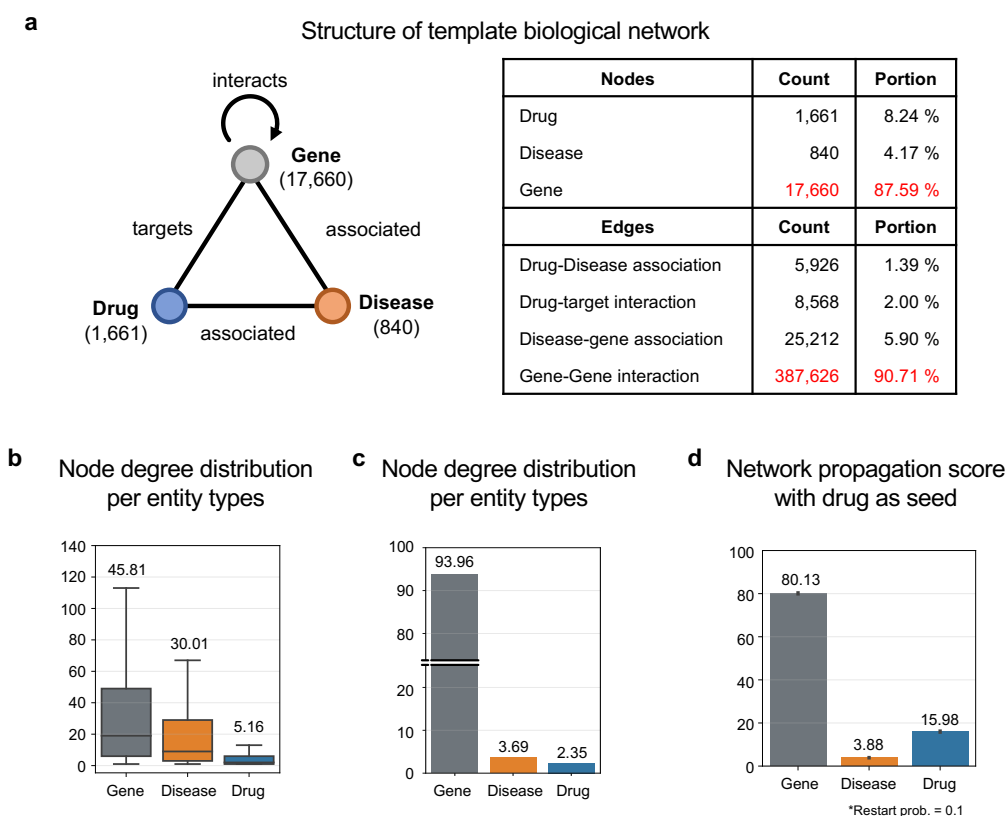 a
Structure of template biological network
interacts
Gene
(17,660)
targets
associated
Drug
(1,661)
associated
Disease
(840)
Nodes Count Portion
Drug 1,661 8.24 %
Disease 840 4.17 %
Gene 17,660 87.59 %
Edges Count Portion
Drug-Disease association 5,926 1.39 %
Drug-target interaction 8,568 2.00 %
Disease-gene association 25,212 5.90 %
Gene-Gene interaction 387,626 90.71 %
b
Node degree distribution
per entity types
140
120
100
80
60
40
20
0
45.81
30.01
5.16
Gene Disease Drug
c
Node degree distribution
per entity types
100
90
80
20
10
0
93.96
3.69
2.35
Gene Disease Drug
d
Network propagation score
with drug as seed
100
80
60
40
20
0
80.13
3.88
15.98
Gene Disease Drug
*Restart prob. = 0.1